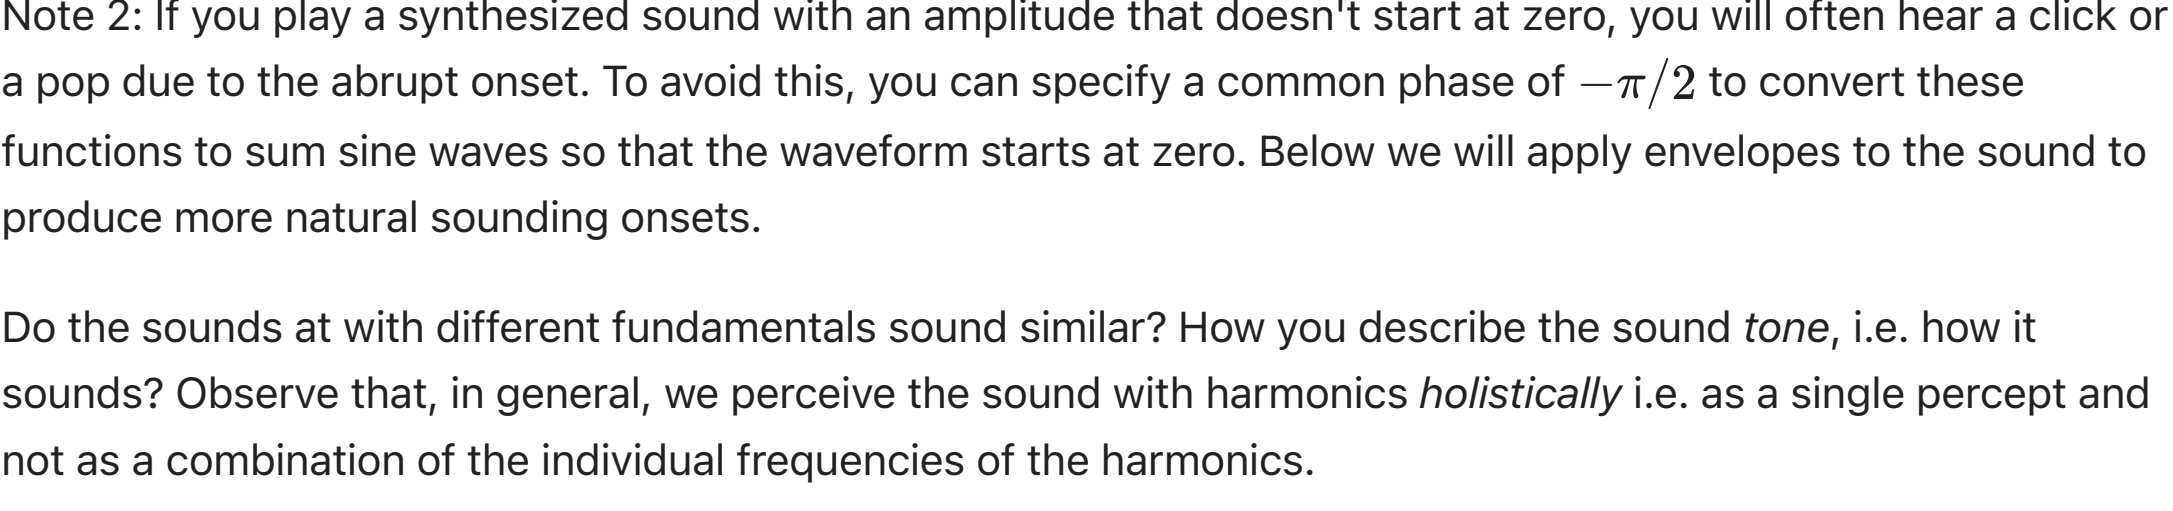 Note 2: If you play a synthesized sound with an amplitude that doesn't start at zero, you will often hear a click or
a pop due to the abrupt onset. To avoid this, you can specify a common phase of −π/2 to convert these
functions to sum sine waves so that the waveform starts at zero. Below we will apply envelopes to the sound to
produce more natural sounding onsets.
Do the sounds at with different fundamentals sound similar? How you describe the sound tone, i.e. how it
sounds? Observe that, in general, we perceive the sound with harmonics holistically i.e. as a single percept and
not as a combination of the individual frequencies of the harmonics.